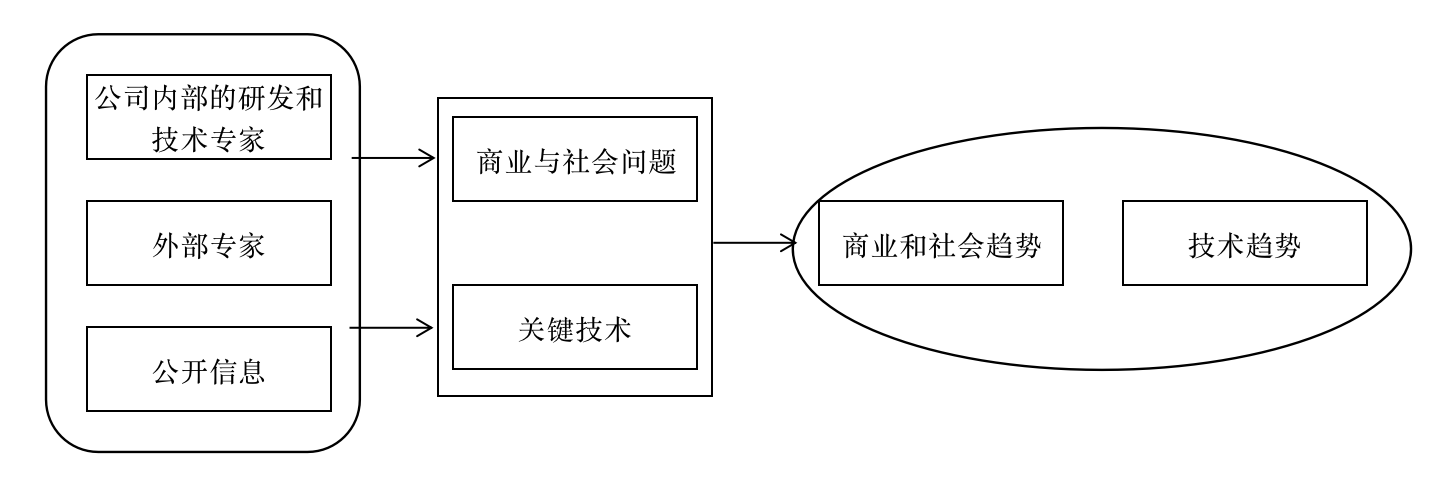 公司内部的研发和
技术专家
外部专家
公开信息
商业与社会问题
关键技术
商业和社会趋势
技术趋势